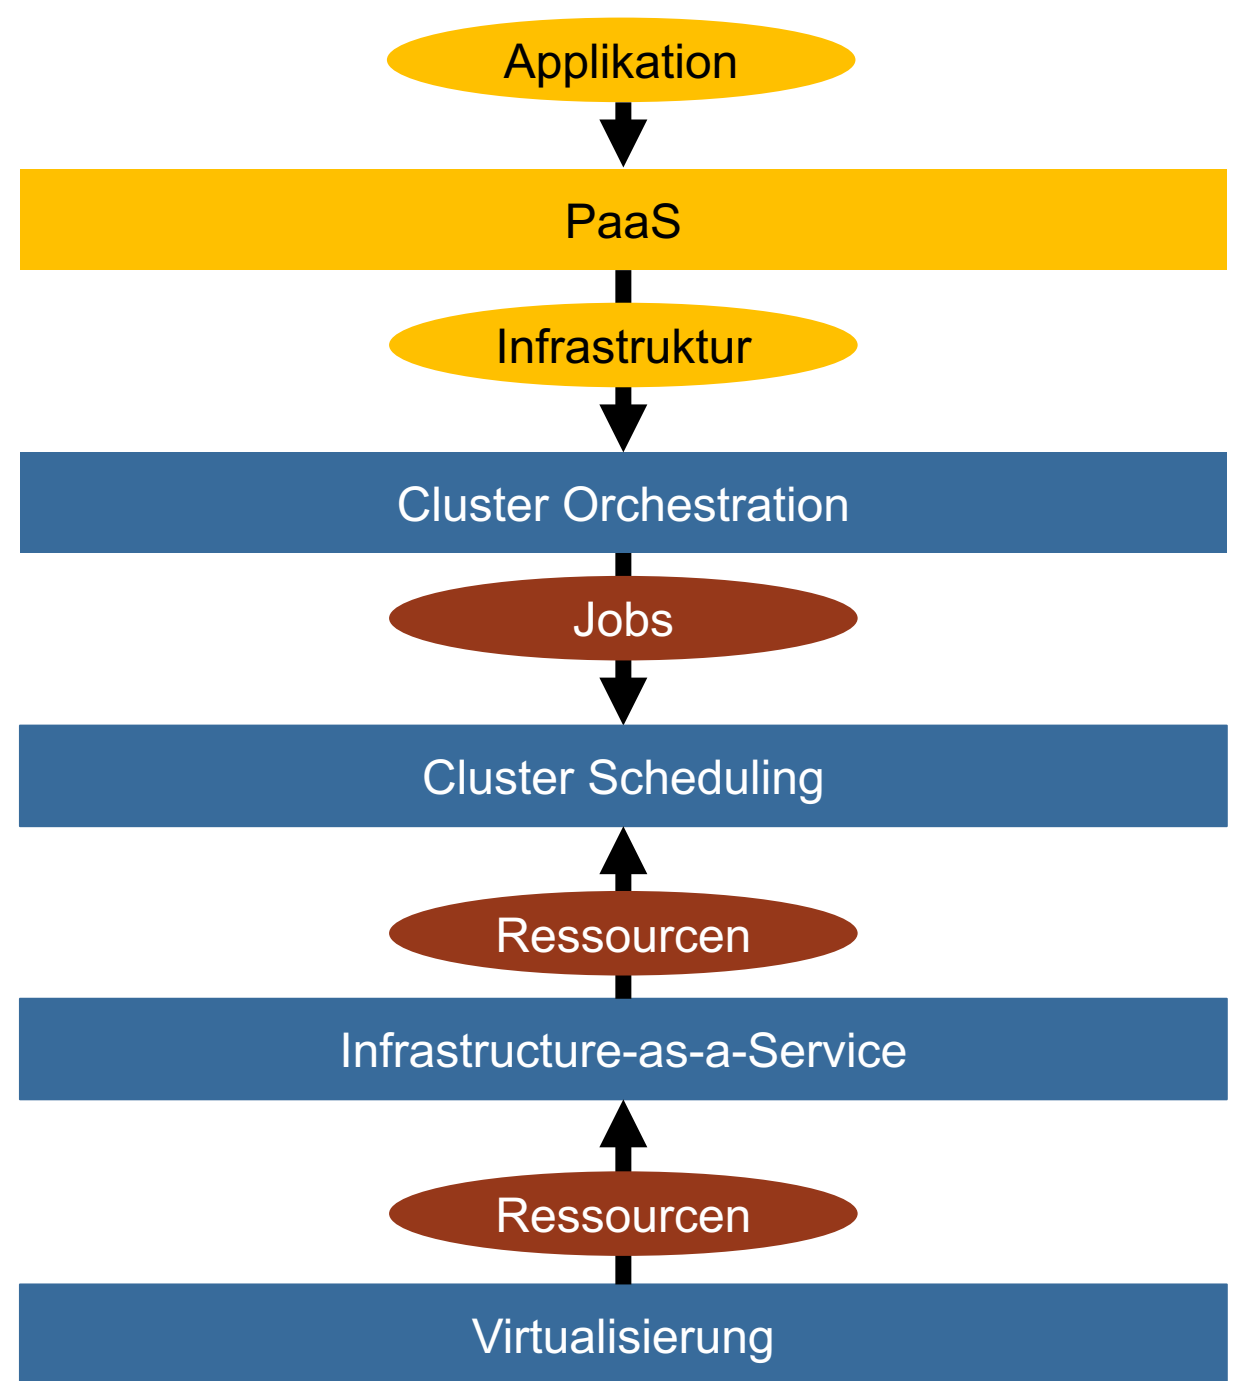 Applikation
PaaS
Infrastruktur
Cluster Orchestration
Jobs
Cluster Scheduling
Ressourcen
Infrastructure-as-a-Service
Ressourcen
Virtualisierung